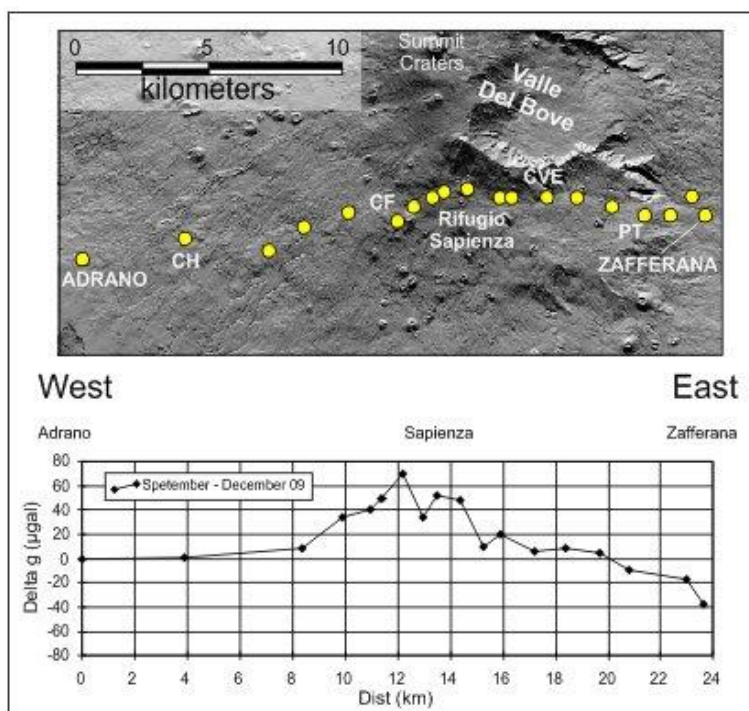 0 5 10
kilometers
Summit
Craters
Valle
Del Bove
CVE
CF
Rifugio
Sapienza
CH
PT
ADRANO
ZAFFERANA
West East
Adrano Sapienza Zafferana
Spetember - December 09
80
60
40
20
0
-20
-40
-60
-80
Delta g (µgal)
0 2 4 6 8 10 12 14 16 18 20 22 24
Dist (km)